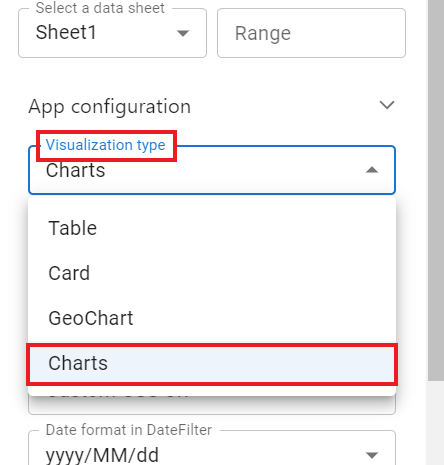 Select a data sheet
Sheet1
Range
App configuration
Visualization type
Charts
Table
Card
GeoChart
Charts
Date format in DateFilter
yyyy/MM/dd